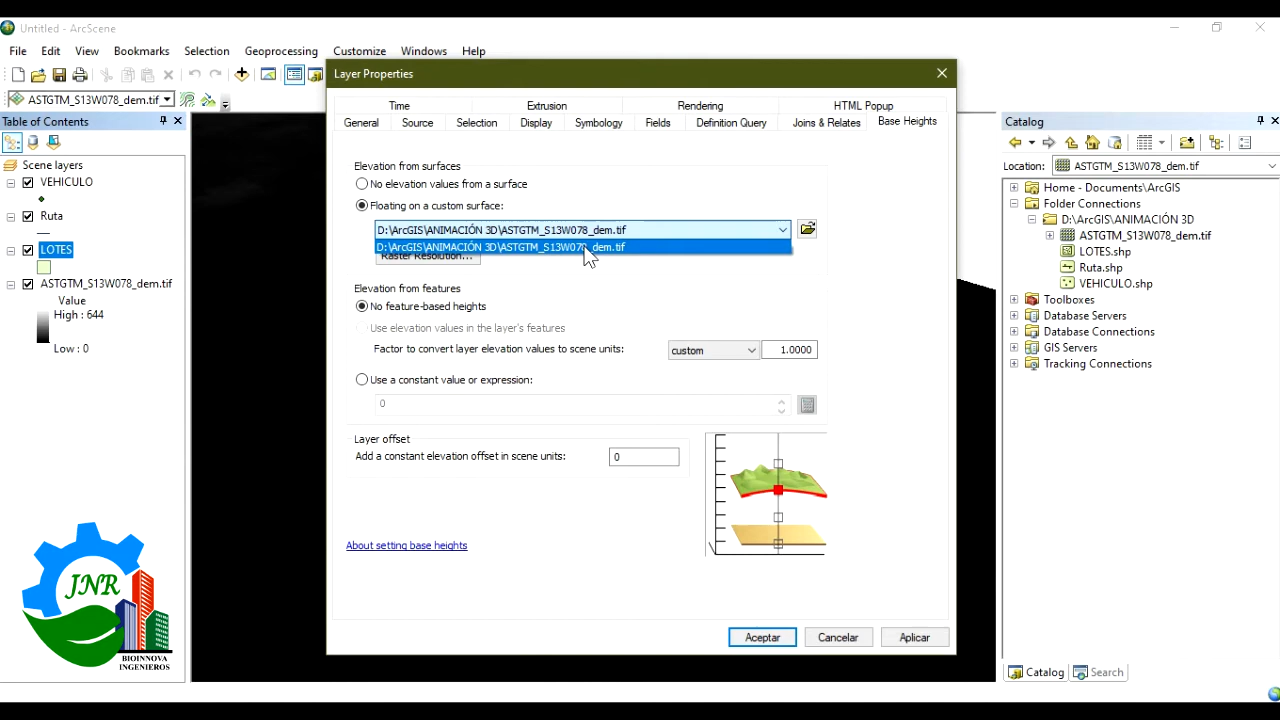 Untitled - ArcScene
File Edit View Bookmarks Selection Geoprocessing Customize Windows Help
ASTGTM_S13W078_dem.tif
Table of Contents
Scene layers
VEHICULO
Ruta
LOTES
ASTGTM_S13W078_dem.tif
Value
High : 644
Low : 0
JNR
BIOINNOVA
INGENIEROS
Layer Properties
Time Extrusion Rendering HTML Popup
General Source Selection Display Symbology Fields Definition Query Joins & Relates Base Heights
Elevation from surfaces
No elevation values from a surface
Floating on a custom surface:
D:\ArcGIS\ANIMACIÓN 3D\ASTGTM_S13W078_dem.tif
D:\ArcGIS\ANIMACIÓN 3D\ASTGTM_S13W078_dem.tif
Raster Resolution...
Elevation from features
No feature-based heights
Use elevation values in the layer's features
Factor to convert layer elevation values to scene units: custom 1.0000
Use a constant value or expression:
0
Layer offset
Add a constant elevation offset in scene units: 0
About setting base heights
Aceptar Cancelar Aplicar
Catalog
Location: ASTGTM_S13W078_dem.tif
Home - Documents\ArcGIS
Folder Connections
D:\ArcGIS\ANIMACIÓN 3D
ASTGTM_S13W078_dem.tif
LOTES.shp
Ruta.shp
VEHICULO.shp
Toolboxes
Database Servers
Database Connections
GIS Servers
Tracking Connections
Catalog Search